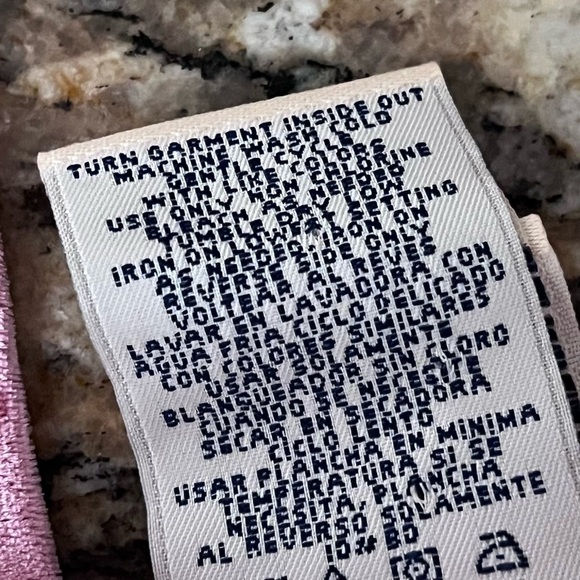 TURN GARMENT INSIDE OUT
MACHINE WASH COLD
GENTLE CYCLE
WITH LIKE COLORS
USE ONLY NON CHLORINE
BLEACH AS NEEDED
TUMBLE DRY LOW
IRON ON LOW SETTING
AS NEEDED IRON ON
REVERSE SIDE ONLY
VOLTEAR AL REVES
LAVAR EN LAVADORA CON
AGUA FRIA CICLO DELICADO
CON COLORES SIMILARES
USAR SOLAMENTE
BLANQUEADOR SIN CLORO
CUANDO SE NECESITE
SECAR EN SECADORA
CICLO LENTO
USAR PLANCHA EN MINIMA
TEMPERATURA SI SE
NECESITA, PLANCHA
AL REVERSO SOLAMENTE
ID# BD